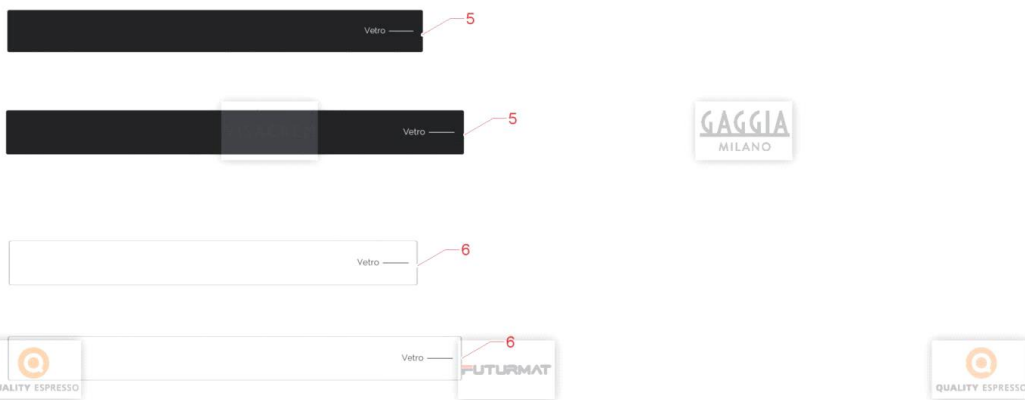 Vetro
5
Vetro
5
GAGGIA
MILANO
Vetro
6
Vetro
6
QUALITY ESPRESSO
FUTURMAT
QUALITY ESPRESSO